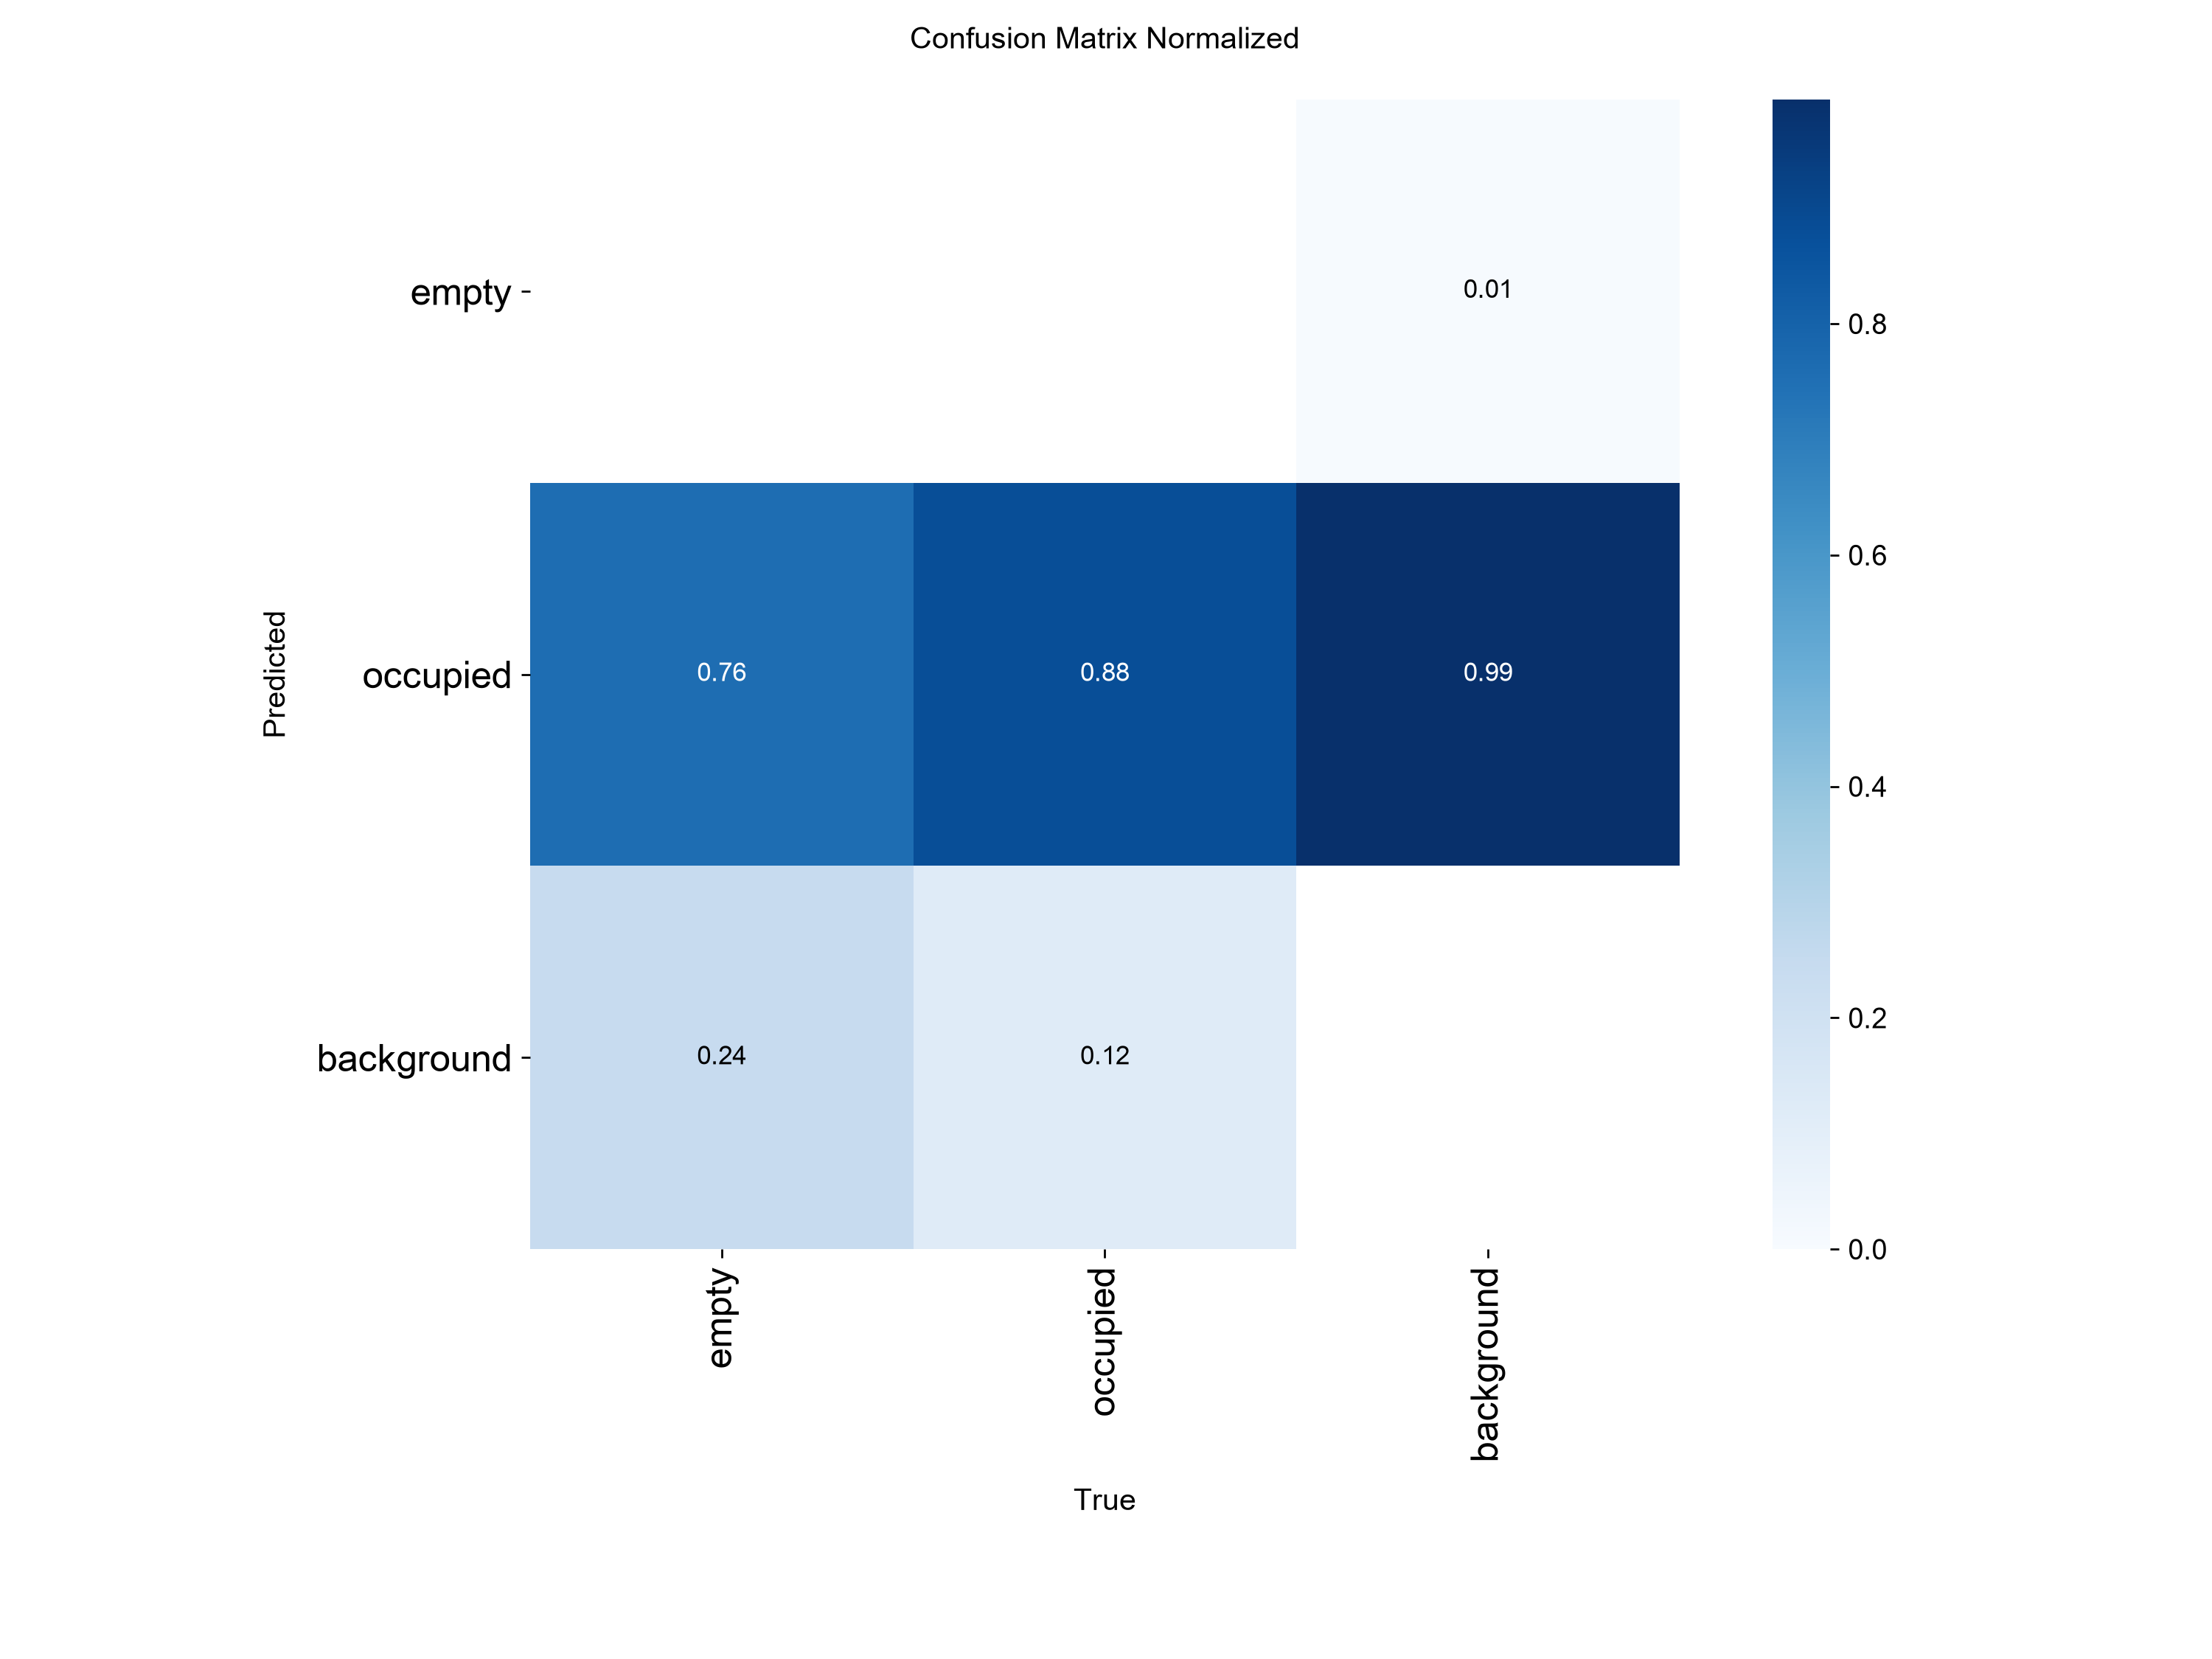 Confusion Matrix Normalized
empty
0.01
0.8
0.6
Predicted
occupied
0.76
0.88
0.99
0.4
0.2
background
0.24
0.12
0.0
empty
occupied
background
True